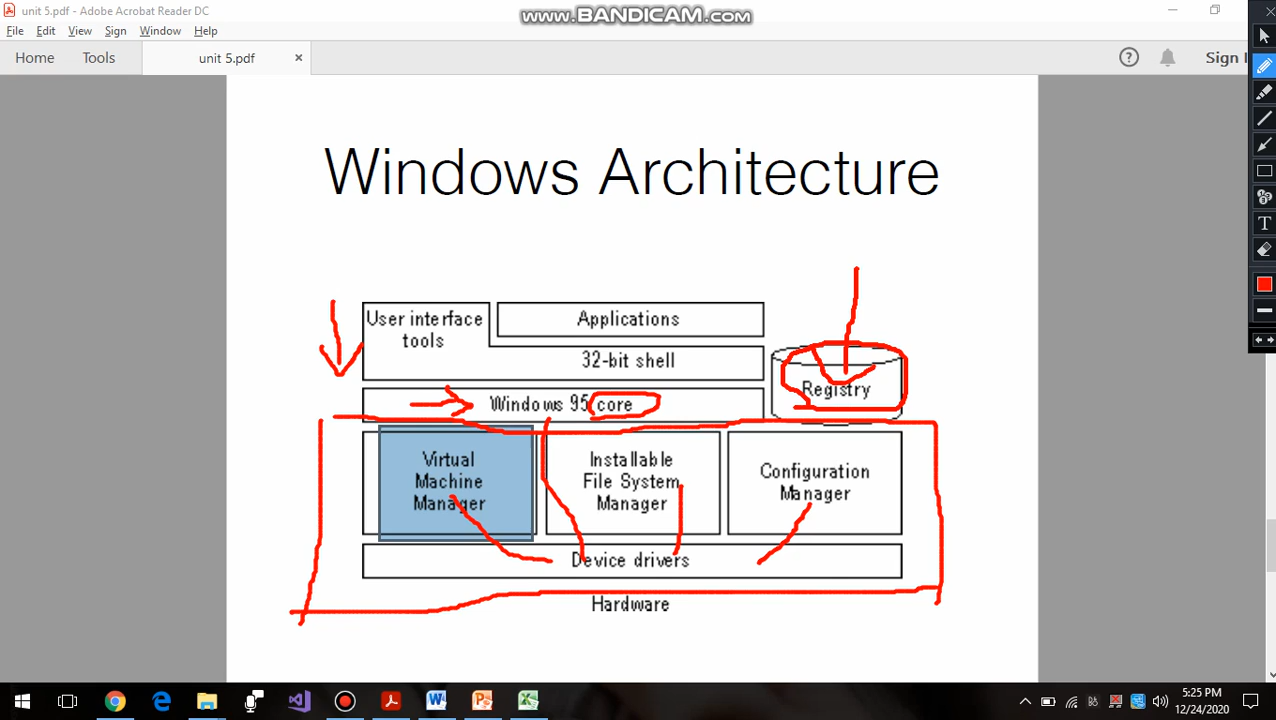 unit 5.pdf - Adobe Acrobat Reader DC
www.BANDICAM.com
File Edit View Sign Window Help
Home Tools unit 5.pdf × ? Sign I
Windows Architecture
User interface
tools
Applications
32-bit shell
Registry
Windows 95 core
Virtual
Machine
Manager
Installable
File System
Manager
Configuration
Manager
Device drivers
Hardware
5:25 PM
12/24/2020